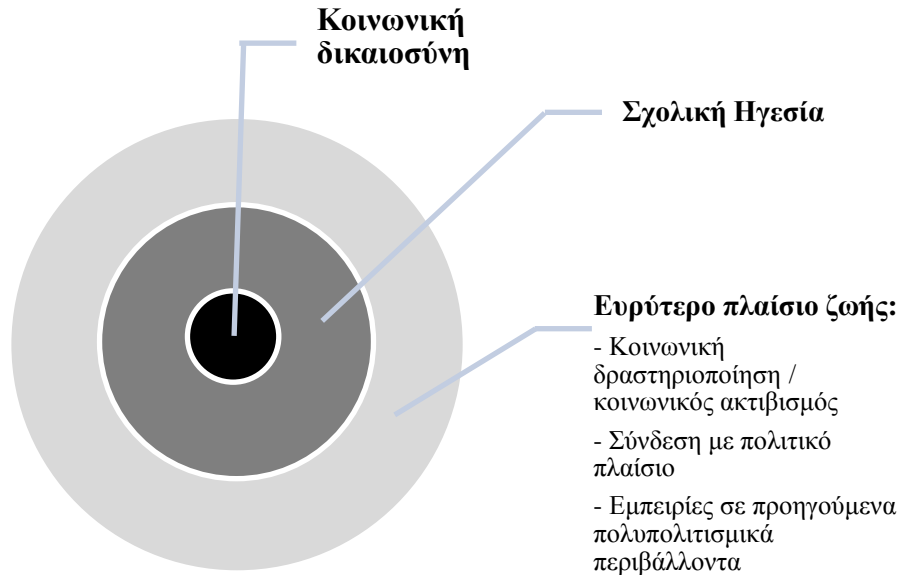 Κοινωνική
δικαιοσύνη
Σχολική Ηγεσία
Ευρύτερο πλαίσιο ζωής:
- Κοινωνική
δραστηριοποίηση /
κοινωνικός ακτιβισμός
- Σύνδεση με πολιτικό
πλαίσιο
- Εμπειρίες σε προηγούμενα
πολυπολιτισμικά
περιβάλλοντα